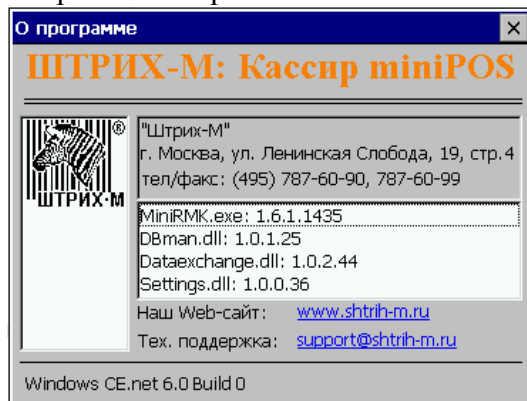 О программе
ШТРИХ-М: Кассир miniPOS
®
ШТРИХ-М
"Штрих-М"
г. Москва, ул. Ленинская Слобода, 19, стр.4
тел/факс: (495) 787-60-90, 787-60-99
MiniRMK.exe: 1.6.1.1435
DBman.dll: 1.0.1.25
Dataexchange.dll: 1.0.2.44
Settings.dll: 1.0.0.36
Наш Web-сайт: www.shtrih-m.ru
Тех. поддержка: support@shtrih-m.ru
Windows CE.net 6.0 Build 0